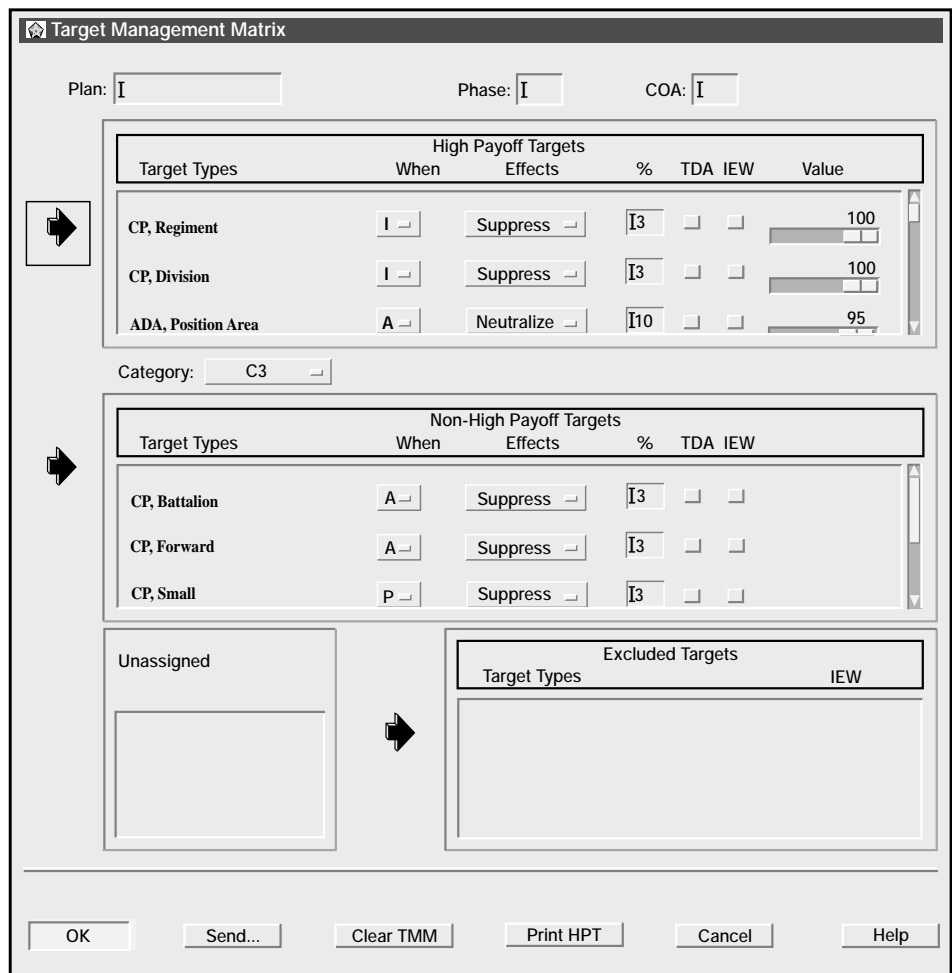 Target Management Matrix
Plan: Phase: COA:
High Payoff Targets
Target Types When Effects % TDA IEW Value
CP, Regiment I Suppress 3 100
CP, Division I Suppress 3 100
ADA, Position Area A Neutralize 10 95
Category: C3
Non-High Payoff Targets
Target Types When Effects % TDA IEW
CP, Battalion A Suppress 3
CP, Forward A Suppress 3
CP, Small P Suppress 3
Unassigned
Excluded Targets
Target Types IEW
OK Send... Clear TMM Print HPT Cancel Help